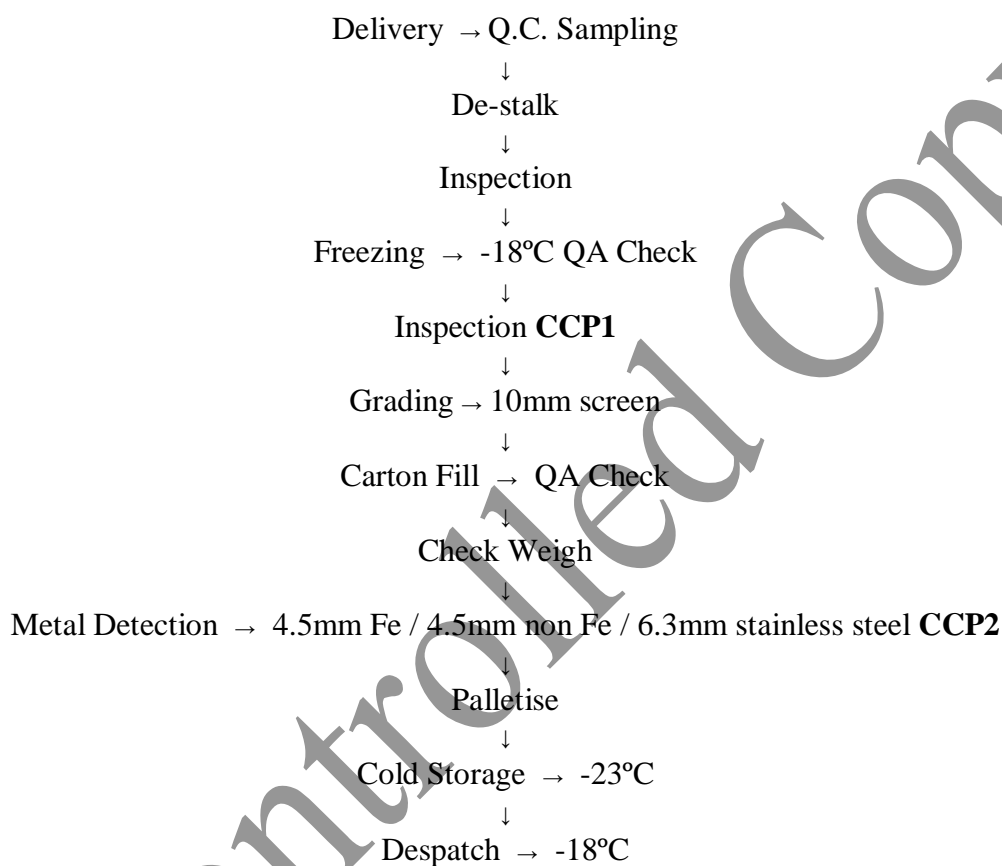 Delivery → Q.C. Sampling
↓
De-stalk
↓
Inspection
↓
Freezing → -18ºC QA Check
↓
Inspection CCP1
↓
Grading → 10mm screen
↓
Carton Fill → QA Check
↓
Check Weigh
↓
Metal Detection → 4.5mm Fe / 4.5mm non Fe / 6.3mm stainless steel CCP2
↓
Palletise
↓
Cold Storage → -23ºC
↓
Despatch → -18ºC
ontrolled Cop